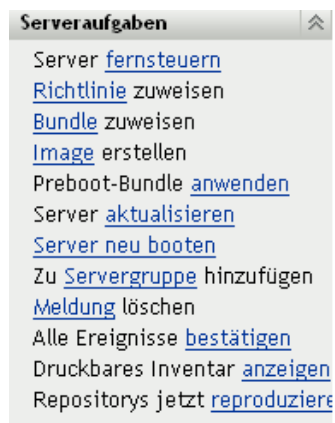 Serveraufgaben
Server fernsteuern
Richtlinie zuweisen
Bundle zuweisen
Image erstellen
Preboot-Bundle anwenden
Server aktualisieren
Server neu booten
Zu Servergruppe hinzufügen
Meldung löschen
Alle Ereignisse bestätigen
Druckbares Inventar anzeigen
Repositorys jetzt reproduziere